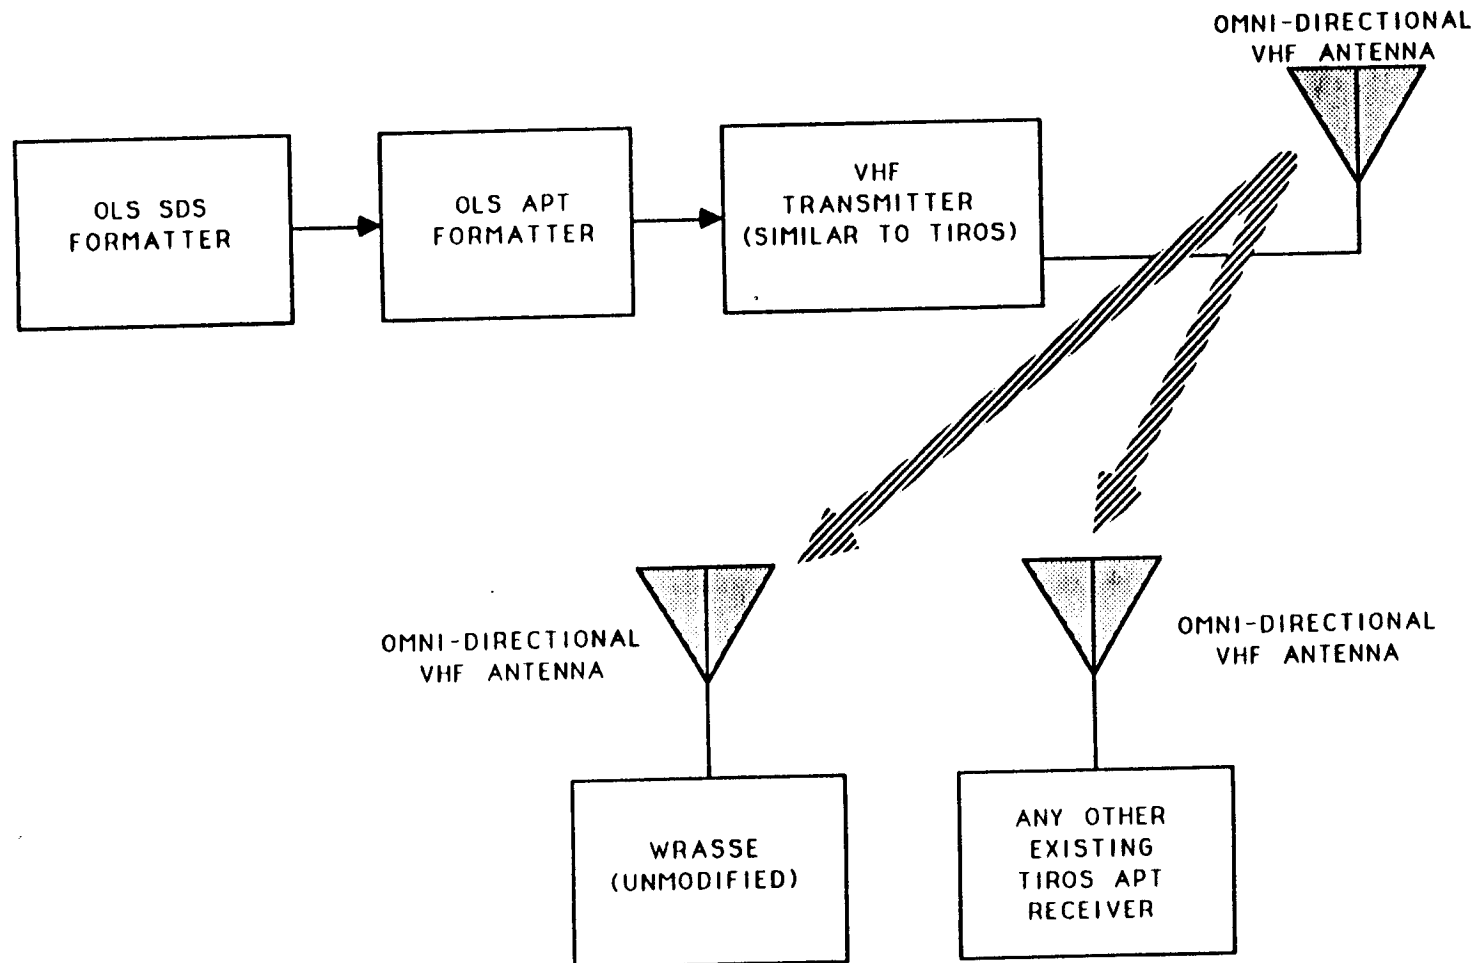 OMNI-DIRECTIONAL
VHF ANTENNA
OLS SDS
FORMATTER
OLS APT
FORMATTER
VHF
TRANSMITTER
(SIMILAR TO TIROS)
OMNI-DIRECTIONAL
VHF ANTENNA
OMNI-DIRECTIONAL
VHF ANTENNA
WRASSE
(UNMODIFIED)
ANY OTHER
EXISTING
TIROS APT
RECEIVER